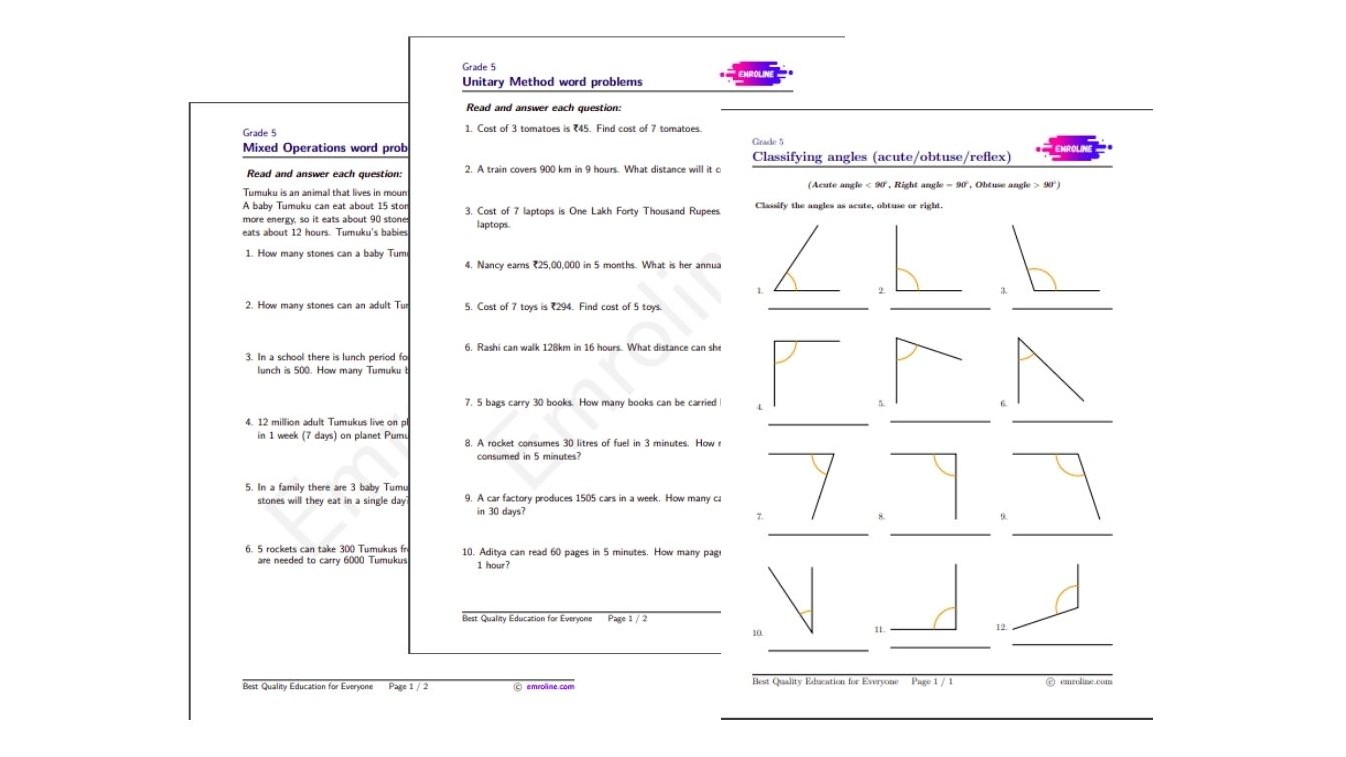 Grade 5
Mixed Operations word prob
Read and answer each question:
Tumuku is an animal that lives in moun
A baby Tumuku can eat about 15 ston
more energy, so it eats about 90 stones
eats about 12 hours. Tumuku's babies
1. How many stones can a baby Tum
2. How many stones can an adult Tu
3. In a school there is lunch period fo
lunch is 500. How many Tumuku b
4. 12 million adult Tumukus live on pl
in 1 week (7 days) on planet Pumu
5. In a family there are 3 baby Tumu
stones will they eat in a single day?
6. 5 rockets can take 300 Tumukus fr
are needed to carry 6000 Tumukus
Best Quality Education for Everyone Page 1 / 2 © emroline.com
Emr
Grade 5
Unitary Method word problems
EMROLINE
Read and answer each question:
1. Cost of 3 tomatoes is ₹45. Find cost of 7 tomatoes.
2. A train covers 900 km in 9 hours. What distance will it c
3. Cost of 7 laptops is One Lakh Forty Thousand Rupees
laptops.
4. Nancy earns ₹25,00,000 in 5 months. What is her annua
5. Cost of 7 toys is ₹294. Find cost of 5 toys.
6. Rashi can walk 128km in 16 hours. What distance can she
7. 5 bags carry 30 books. How many books can be carried
8. A rocket consumes 30 litres of fuel in 3 minutes. How
consumed in 5 minutes?
9. A car factory produces 1505 cars in a week. How many ca
in 30 days?
10. Aditya can read 60 pages in 5 minutes. How many page
1 hour?
Best Quality Education for Everyone Page 1 / 2
Emrolin
Grade 5
Classifying angles (acute/obtuse/reflex)
EMROLINE
(Acute angle < 90°, Right angle = 90°, Obtuse angle > 90°)
Classify the angles as acute, obtuse or right.
1. 2. 3.
4. 5. 6.
7. 8. 9.
10. 11. 12.
Best Quality Education for Everyone Page 1 / 1 © emroline.com